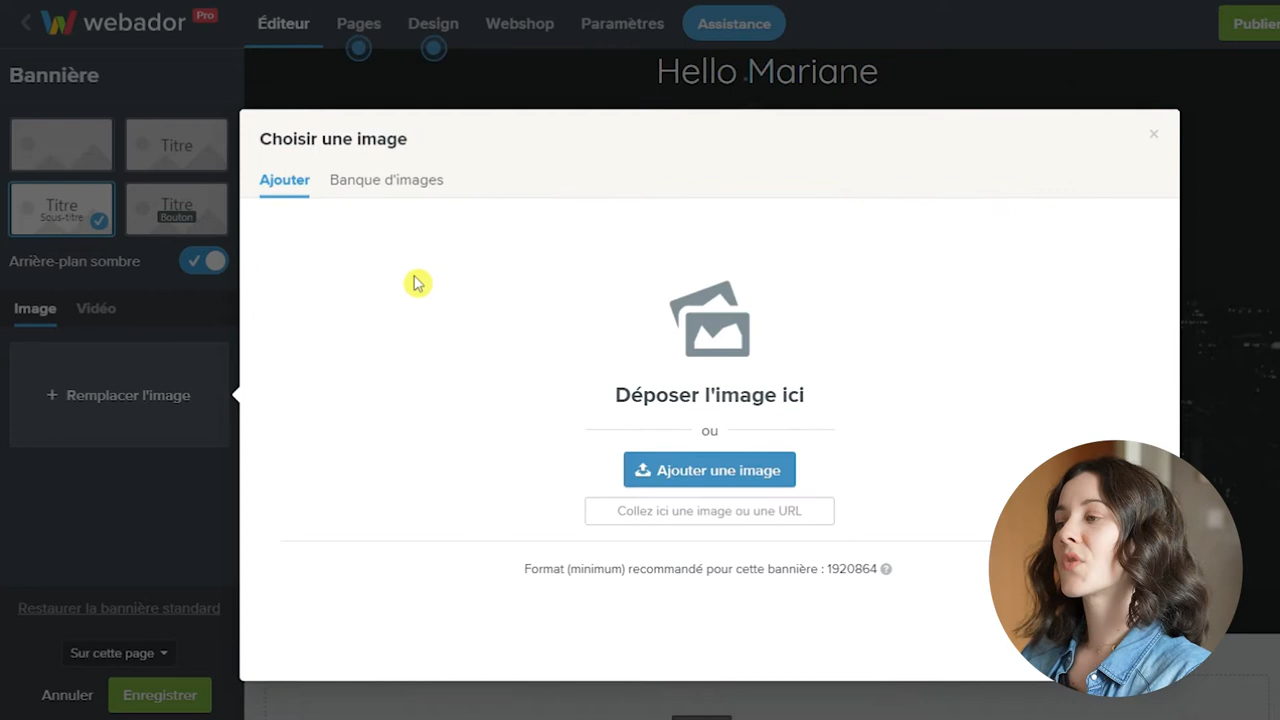 webador Pro
Éditeur
Pages
Design
Webshop
Paramètres
Assistance
Publier
Bannière
Hello Mariane
Titre
Titre
Sous-titre
Titre
Bouton
Arrière-plan sombre
Image
Vidéo
+ Remplacer l'image
Restaurer la bannière standard
Sur cette page
Annuler
Enregistrer
Choisir une image
×
Ajouter
Banque d'images
Déposer l'image ici
ou
Ajouter une image
Collez ici une image ou une URL
Format (minimum) recommandé pour cette bannière : 1920864 ?